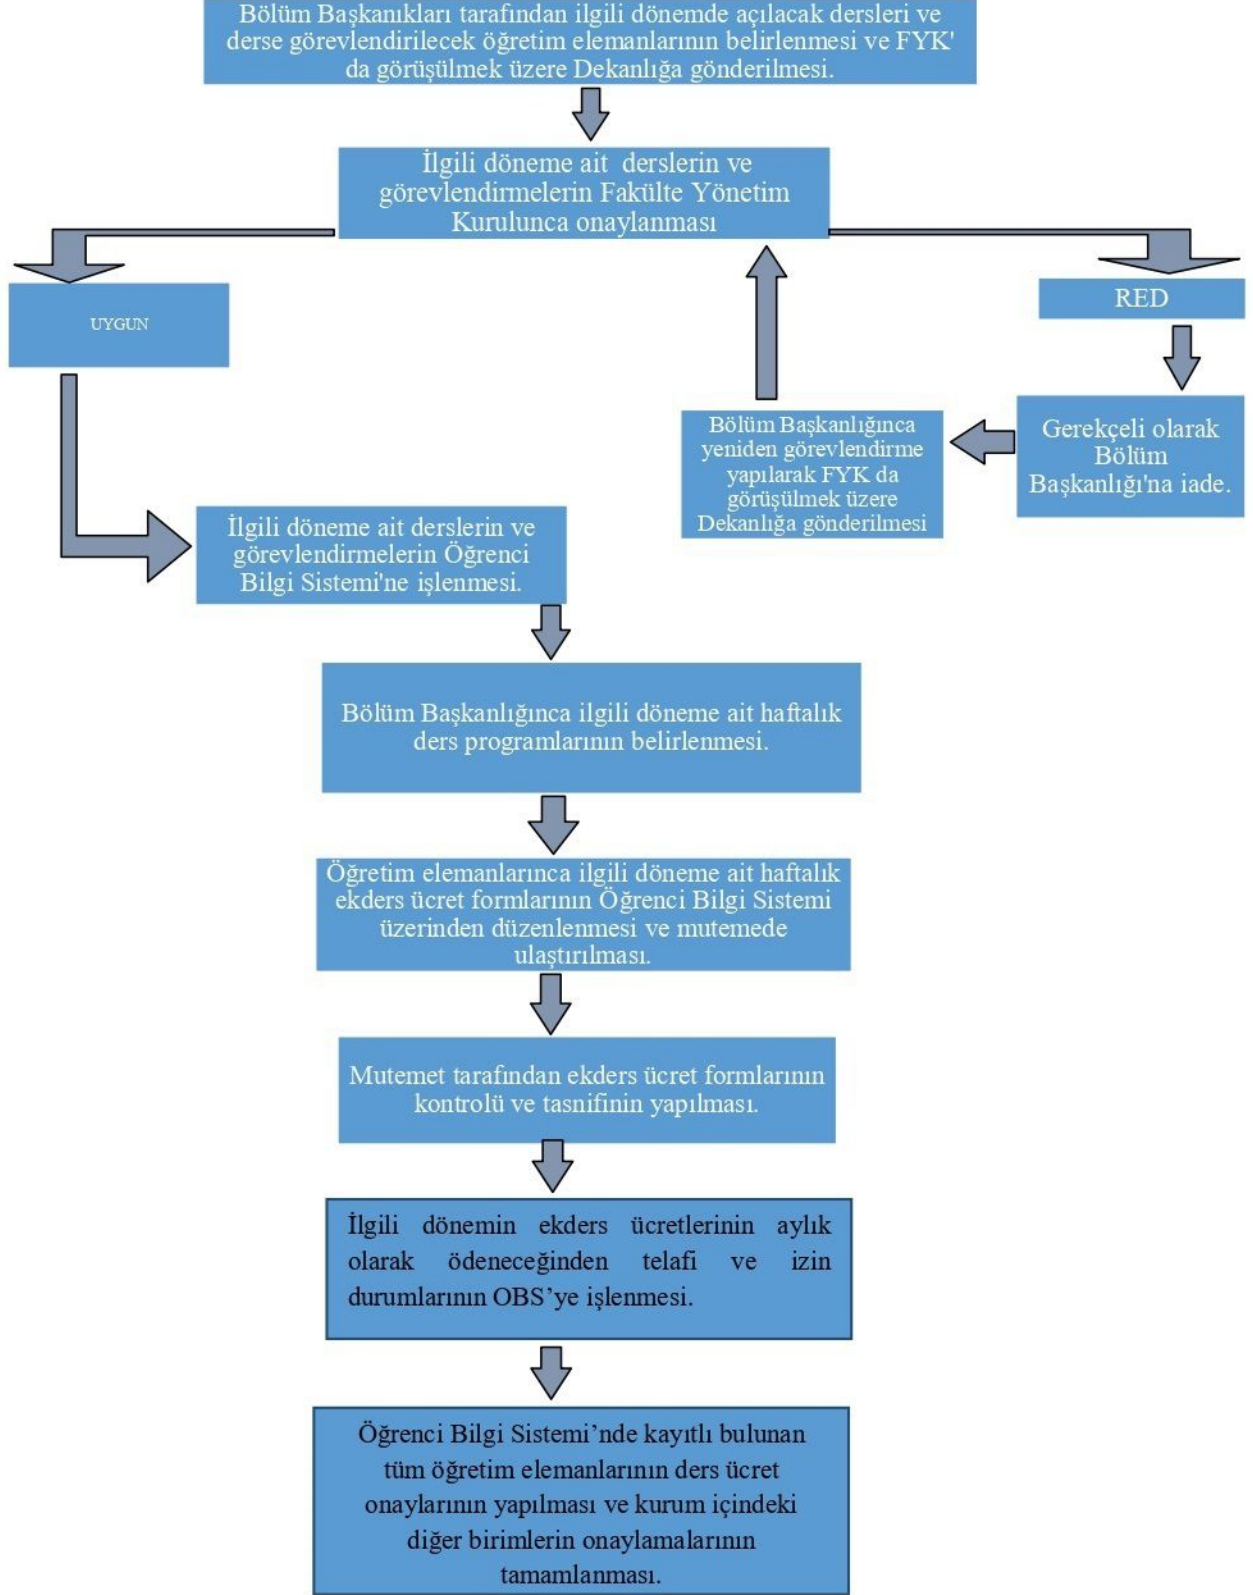 Bölüm Başkanıkları tarafından ilgili dönemde açılacak dersleri ve
derse görevlendirilecek öğretim elemanlarının belirlenmesi ve FYK'
da görüşülmek üzere Dekanlığa gönderilmesi.
İlgili döneme ait derslerin ve
görevlendirmelerin Fakülte Yönetim
Kurulunca onaylanması
UYGUN
RED
Gerekçeli olarak
Bölüm
Başkanlığı'na iade.
Bölüm Başkanlığınca
yeniden görevlendirme
yapılarak FYK da
görüşülmek üzere
Dekanlığa gönderilmesi
İlgili döneme ait derslerin ve
görevlendirmelerin Öğrenci
Bilgi Sistemi'ne işlenmesi.
Bölüm Başkanlığınca ilgili döneme ait haftalık
ders programlarının belirlenmesi.
Öğretim elemanlarınca ilgili döneme ait haftalık
ekders ücret formlarının Öğrenci Bilgi Sistemi
üzerinden düzenlenmesi ve mutemede
ulaştırılması.
Mutemet tarafından ekders ücret formlarının
kontrolü ve tasnifinin yapılması.
İlgili dönemin ekders ücretlerinin aylık
olarak ödeneceğinden telafi ve izin
durumlarının OBS’ye işlenmesi.
Öğrenci Bilgi Sistemi’nde kayıtlı bulunan
tüm öğretim elemanlarının ders ücret
onaylarının yapılması ve kurum içindeki
diğer birimlerin onaylamalarının
tamamlanması.